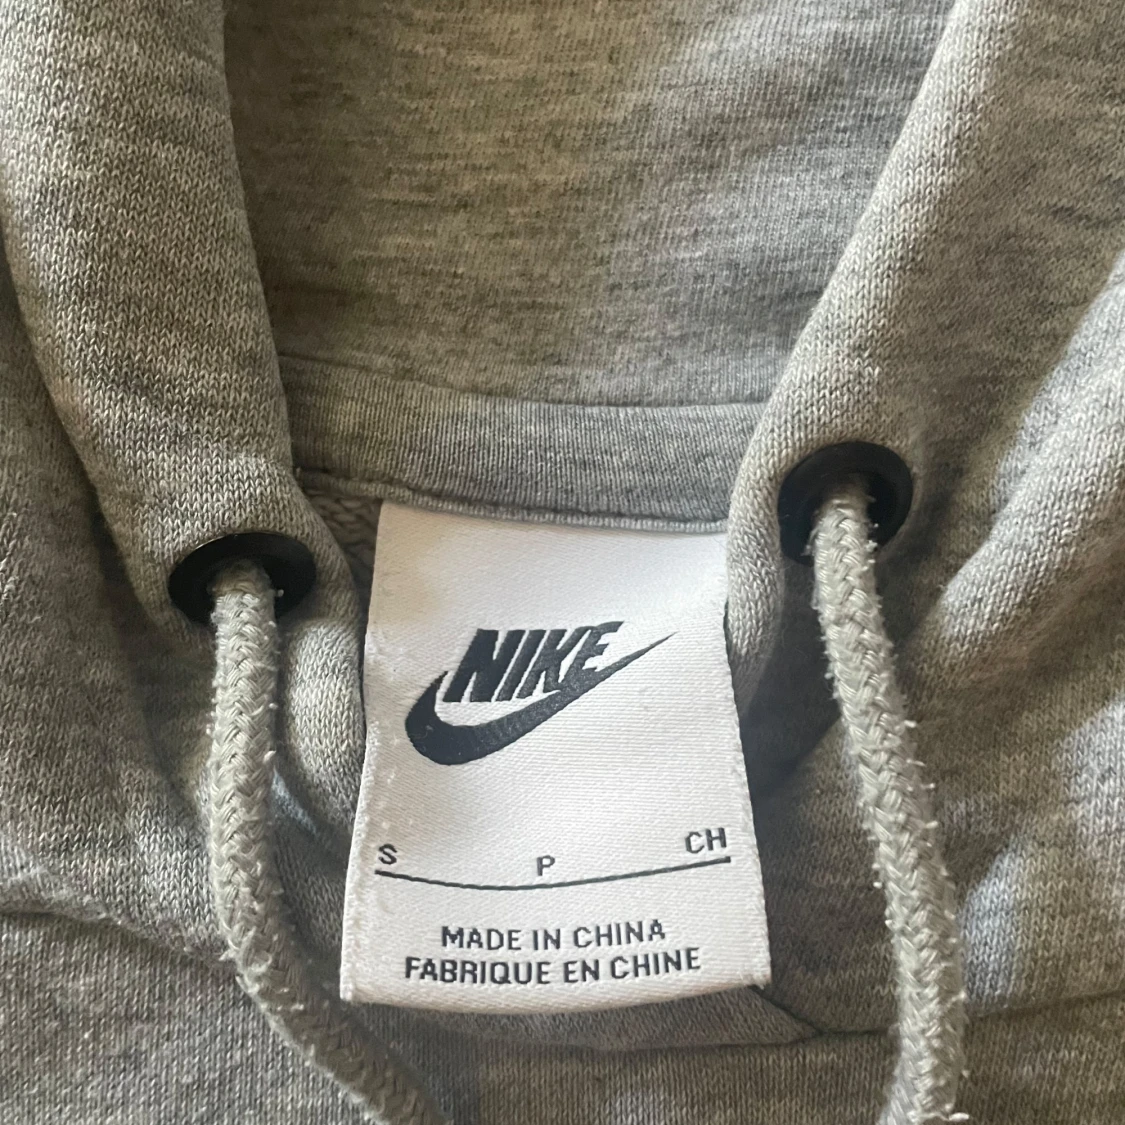 NIKE
S P CH
MADE IN CHINA
FABRIQUE EN CHINE